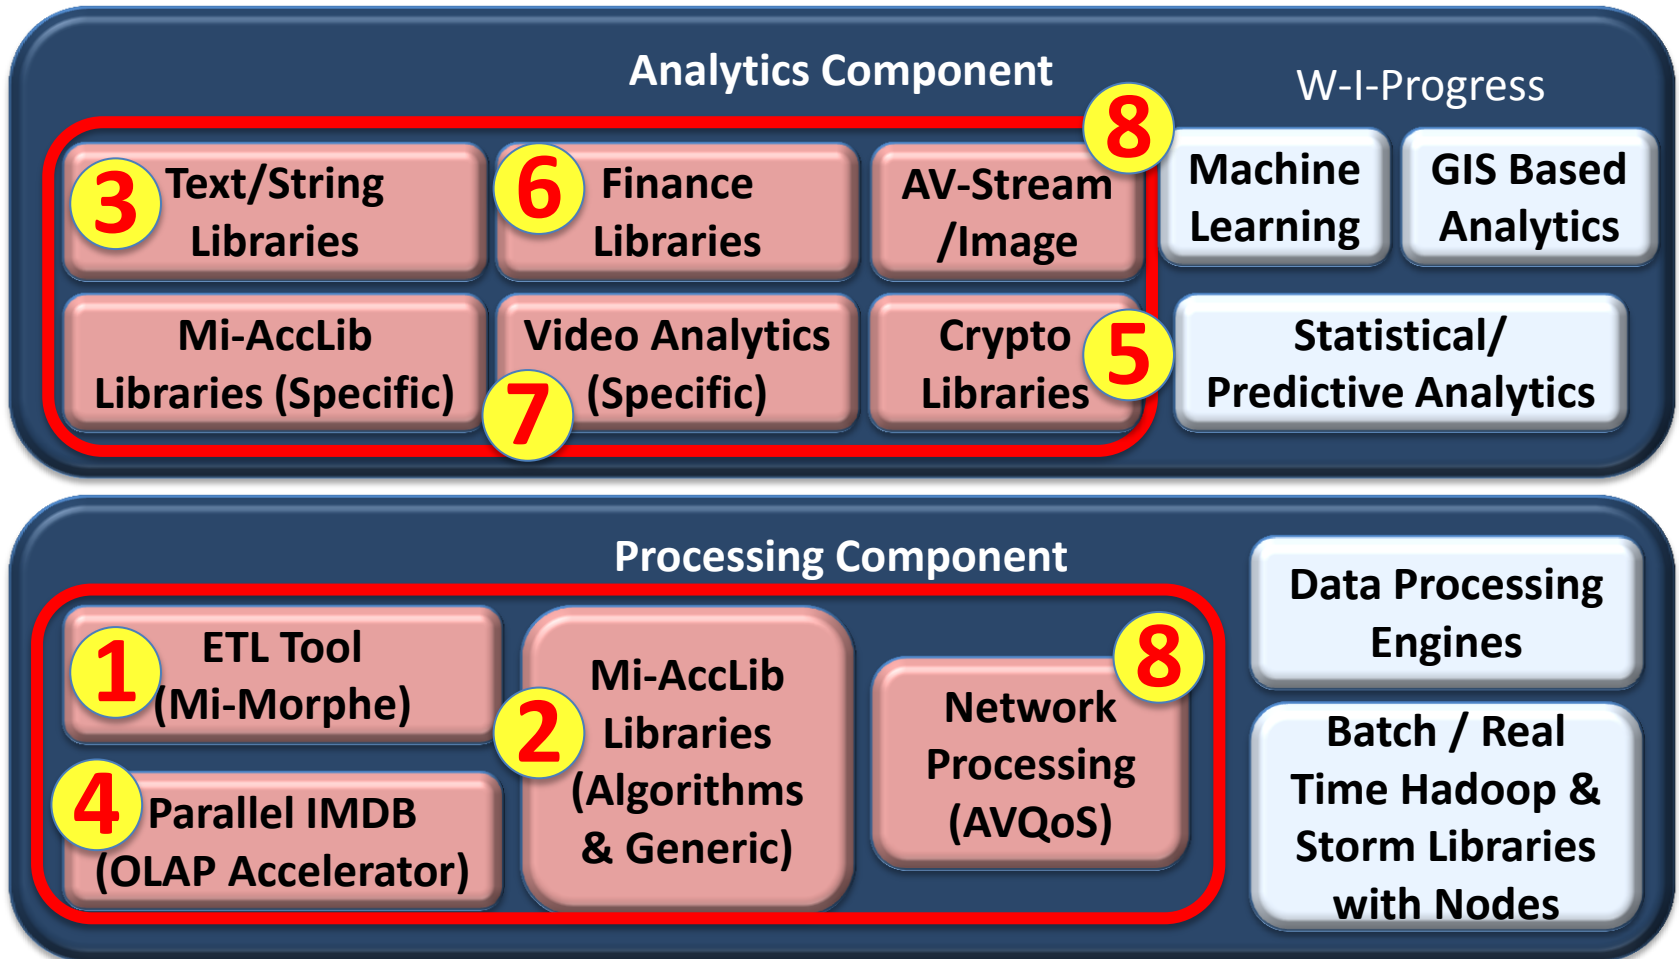 Analytics Component
W-I-Progress
8
3
Text/String
Libraries
6
Finance
Libraries
AV-Stream
/Image
Machine
Learning
GIS Based
Analytics
Mi-AccLib
Libraries (Specific)
7
Video Analytics
(Specific)
Crypto
Libraries
5
Statistical/
Predictive Analytics
Processing Component
1
ETL Tool
(Mi-Morphe)
4
Parallel IMDB
(OLAP Accelerator)
2
Mi-AccLib
Libraries
(Algorithms
& Generic)
8
Network
Processing
(AVQoS)
Data Processing
Engines
Batch / Real
Time Hadoop &
Storm Libraries
with Nodes